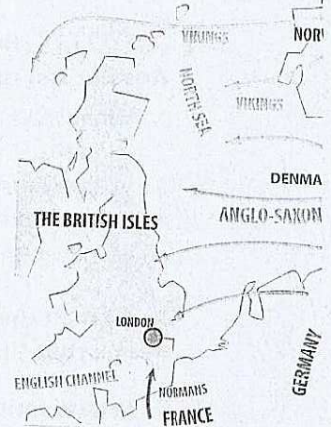 VIKINGS
NOR
NORTH SEA
VIKINGS
DENMA
THE BRITISH ISLES
ANGLO-SAXON
LONDON
ENGLISH CHANNEL
NORMANS
FRANCE
GERMANY